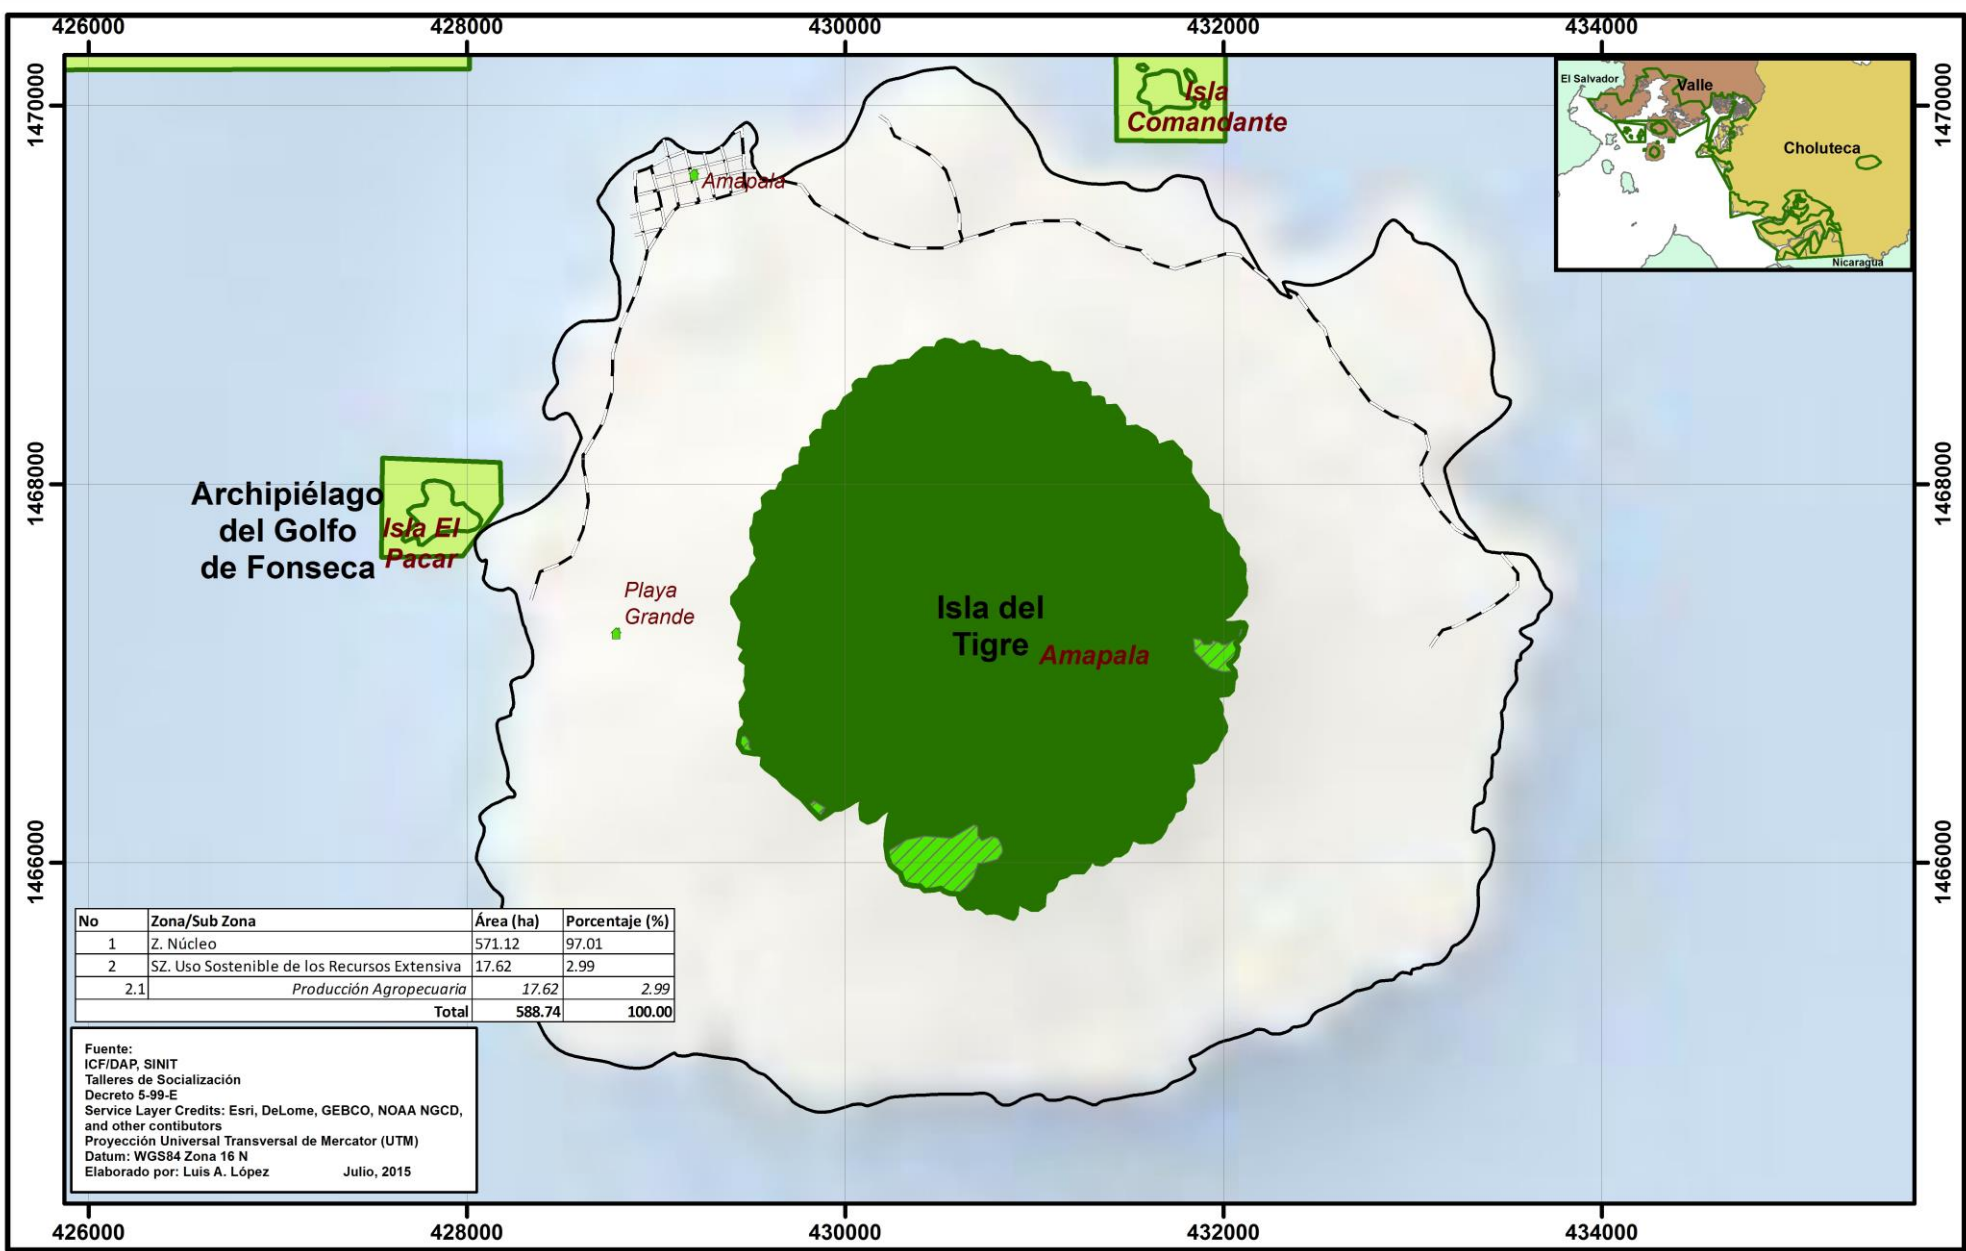 426000 428000 430000 432000 434000
1470000
1470000
Isla
Comandante
El Salvador
Valle
Choluteca
Nicaragua
Amapala
1468000
1468000
Archipiélago
del Golfo
de Fonseca
Isla El
Pacar
Playa
Grande
Isla del
Tigre
Amapala
1466000
1466000
No Zona/Sub Zona Área (ha) Porcentaje (%)
1 Z. Núcleo 571.12 97.01
2 SZ. Uso Sostenible de los Recursos Extensiva 17.62 2.99
2.1 Producción Agropecuaria 17.62 2.99
Total 588.74 100.00
Fuente:
ICF/DAP, SINIT
Talleres de Socialización
Decreto 5-99-E
Service Layer Credits: Esri, DeLome, GEBCO, NOAA NGCD,
and other contibutors
Proyección Universal Transversal de Mercator (UTM)
Datum: WGS84 Zona 16 N
Elaborado por: Luis A. López Julio, 2015
426000 428000 430000 432000 434000